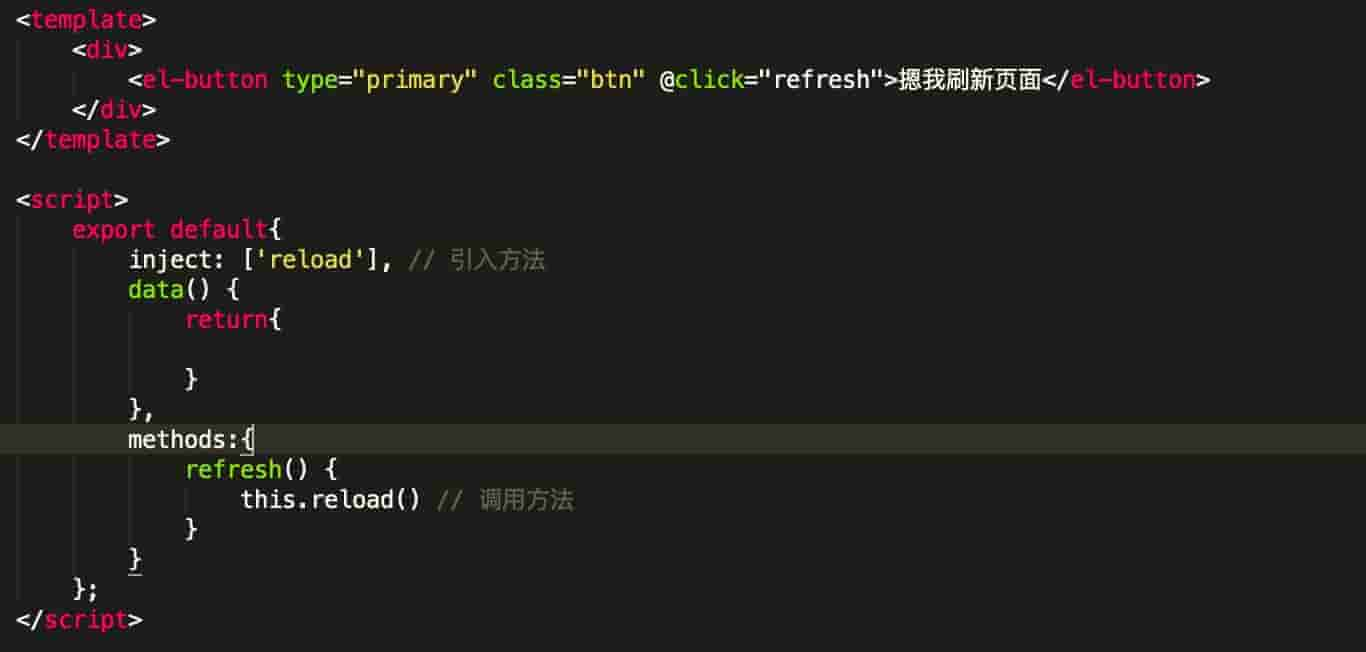 <template>
    <div>
        <el-button type="primary" class="btn" @click="refresh">摁我刷新页面</el-button>
    </div>
</template>

<script>
    export default{
        inject: ['reload'], // 引入方法
        data() {
            return{

            }
        },
        methods:{
            refresh() {
                this.reload() // 调用方法
            }
        }
    };
</script>